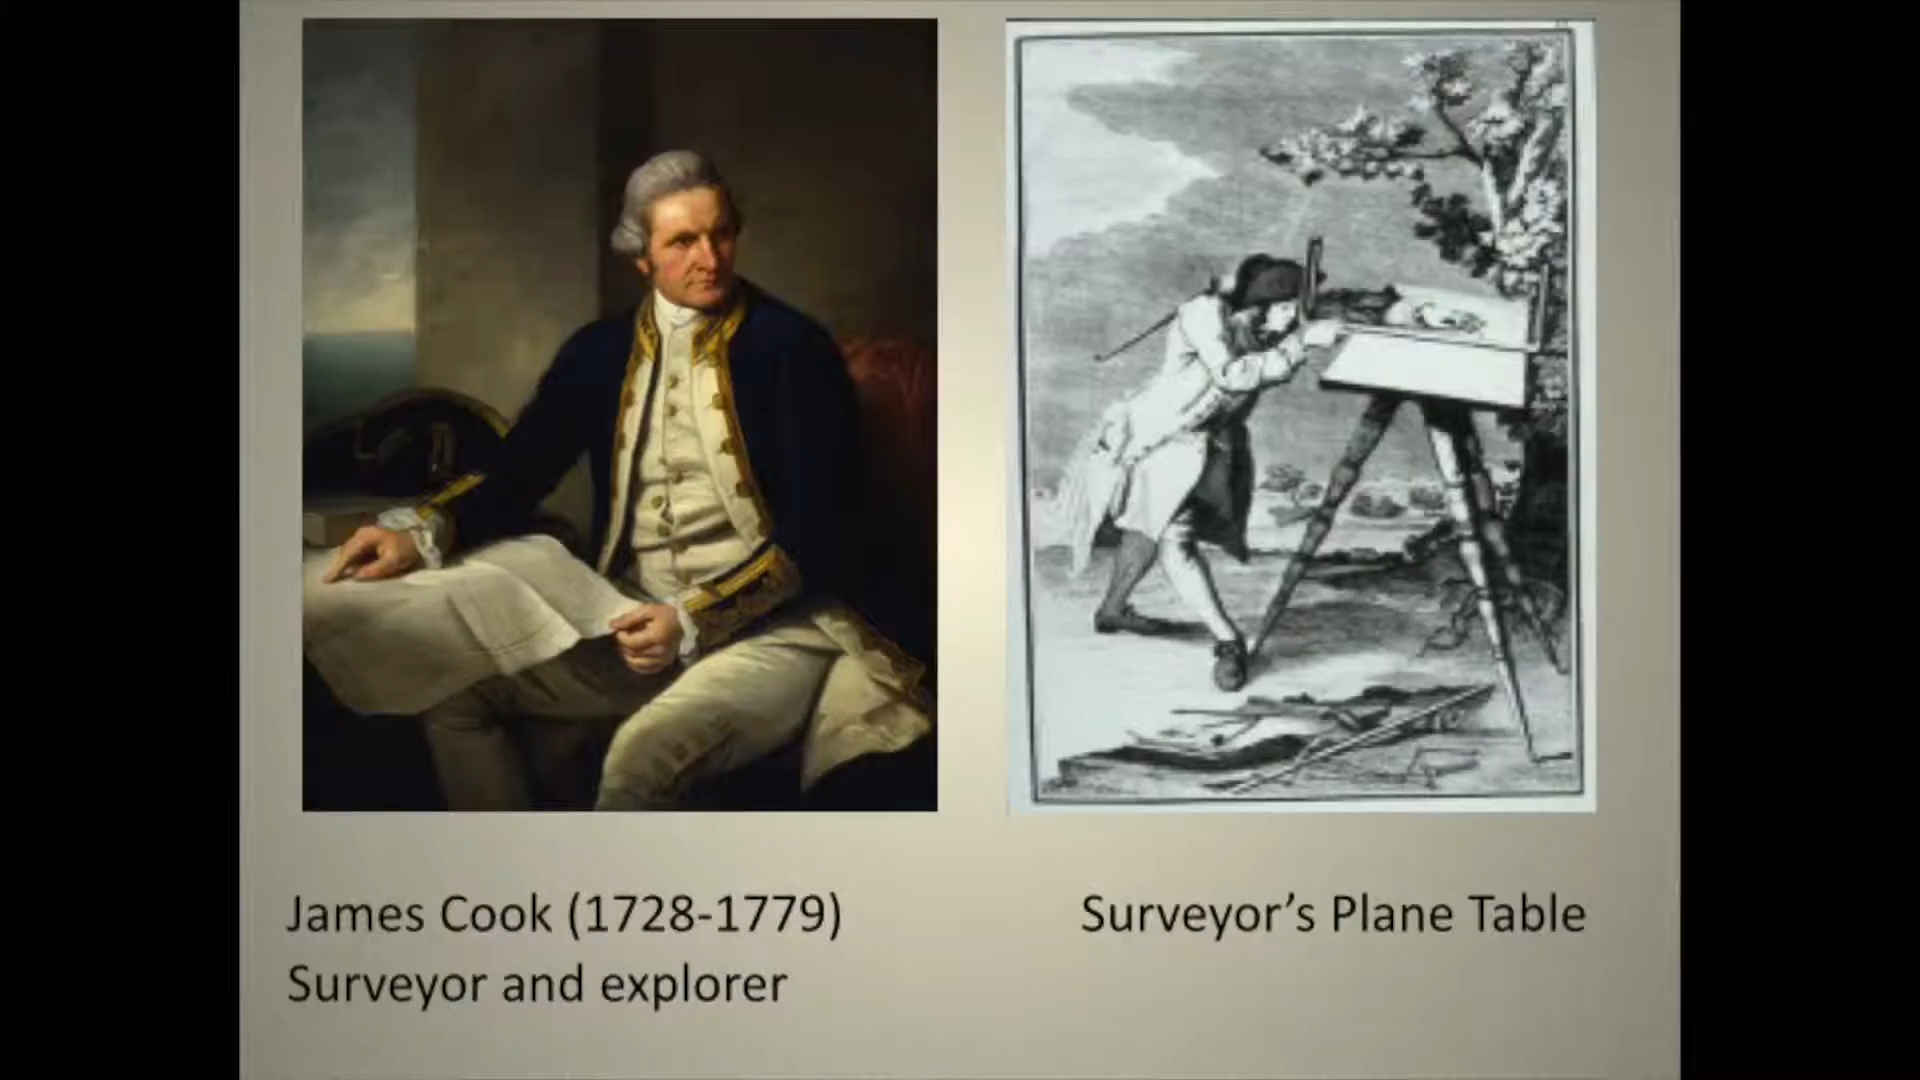 James Cook (1728-1779)
Surveyor and explorer
Surveyor’s Plane Table